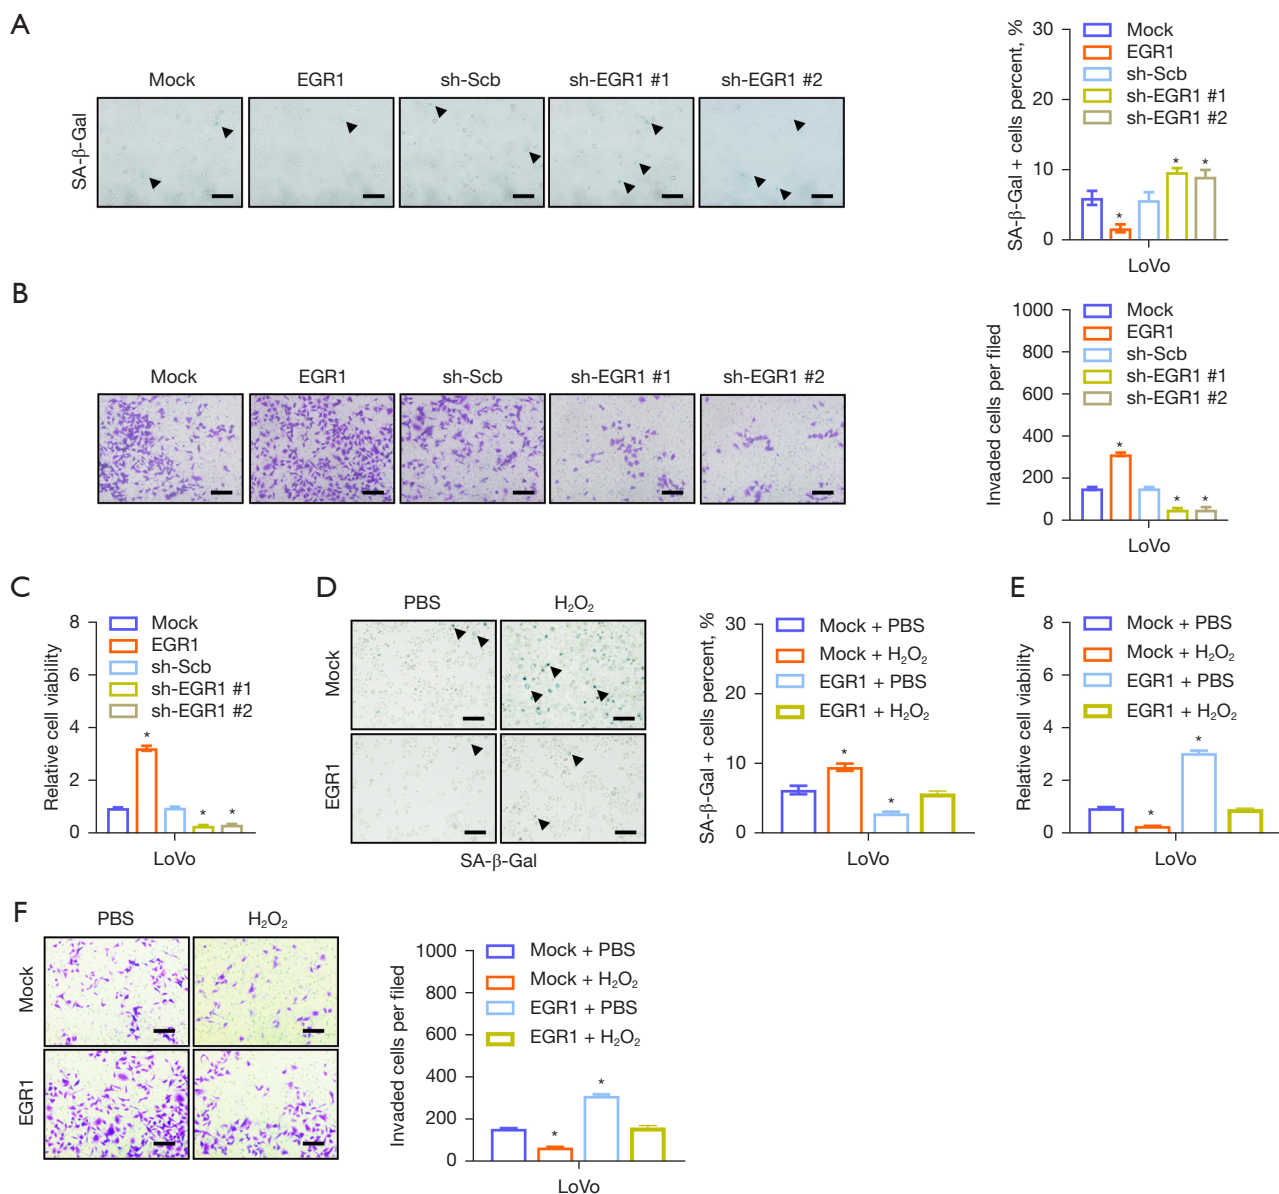 A
Mock
EGR1
sh-Scb
sh-EGR1 #1
sh-EGR1 #2
SA-β-Gal
SA-β-Gal + cells percent, %
30
20
10
0
Mock
EGR1
sh-Scb
sh-EGR1 #1
sh-EGR1 #2
*
*
*
LoVo
B
Mock
EGR1
sh-Scb
sh-EGR1 #1
sh-EGR1 #2
Invaded cells per filed
1000
800
600
400
200
0
Mock
EGR1
sh-Scb
sh-EGR1 #1
sh-EGR1 #2
*
*
*
LoVo
C
Relative cell viability
8
6
4
2
0
Mock
EGR1
sh-Scb
sh-EGR1 #1
sh-EGR1 #2
*
*
*
LoVo
D
PBS
H₂O₂
Mock
EGR1
SA-β-Gal
SA-β-Gal + cells percent, %
30
20
10
0
Mock + PBS
Mock + H₂O₂
EGR1 + PBS
EGR1 + H₂O₂
*
*
LoVo
E
Relative cell viability
8
6
4
2
0
Mock + PBS
Mock + H₂O₂
EGR1 + PBS
EGR1 + H₂O₂
*
*
LoVo
F
PBS
H₂O₂
Mock
EGR1
Invaded cells per filed
1000
800
600
400
200
0
Mock + PBS
Mock + H₂O₂
EGR1 + PBS
EGR1 + H₂O₂
*
*
LoVo